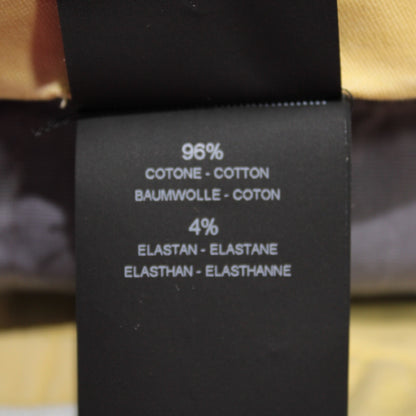 96%
COTONE - COTTON
BAUMWOLLE - COTON
4%
ELASTAN - ELASTANE
ELASTHAN - ELASTHANNE